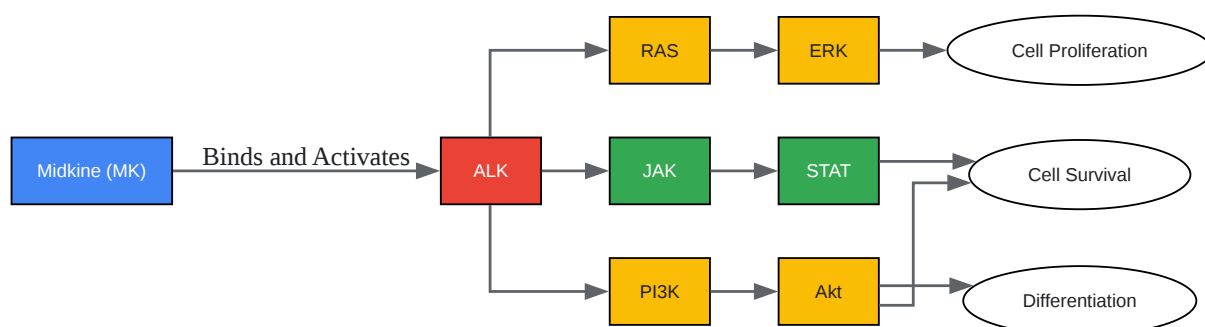 RAS
ERK
Cell Proliferation
Midkine (MK)
Binds and Activates
ALK
JAK
STAT
Cell Survival
PI3K
Akt
Differentiation